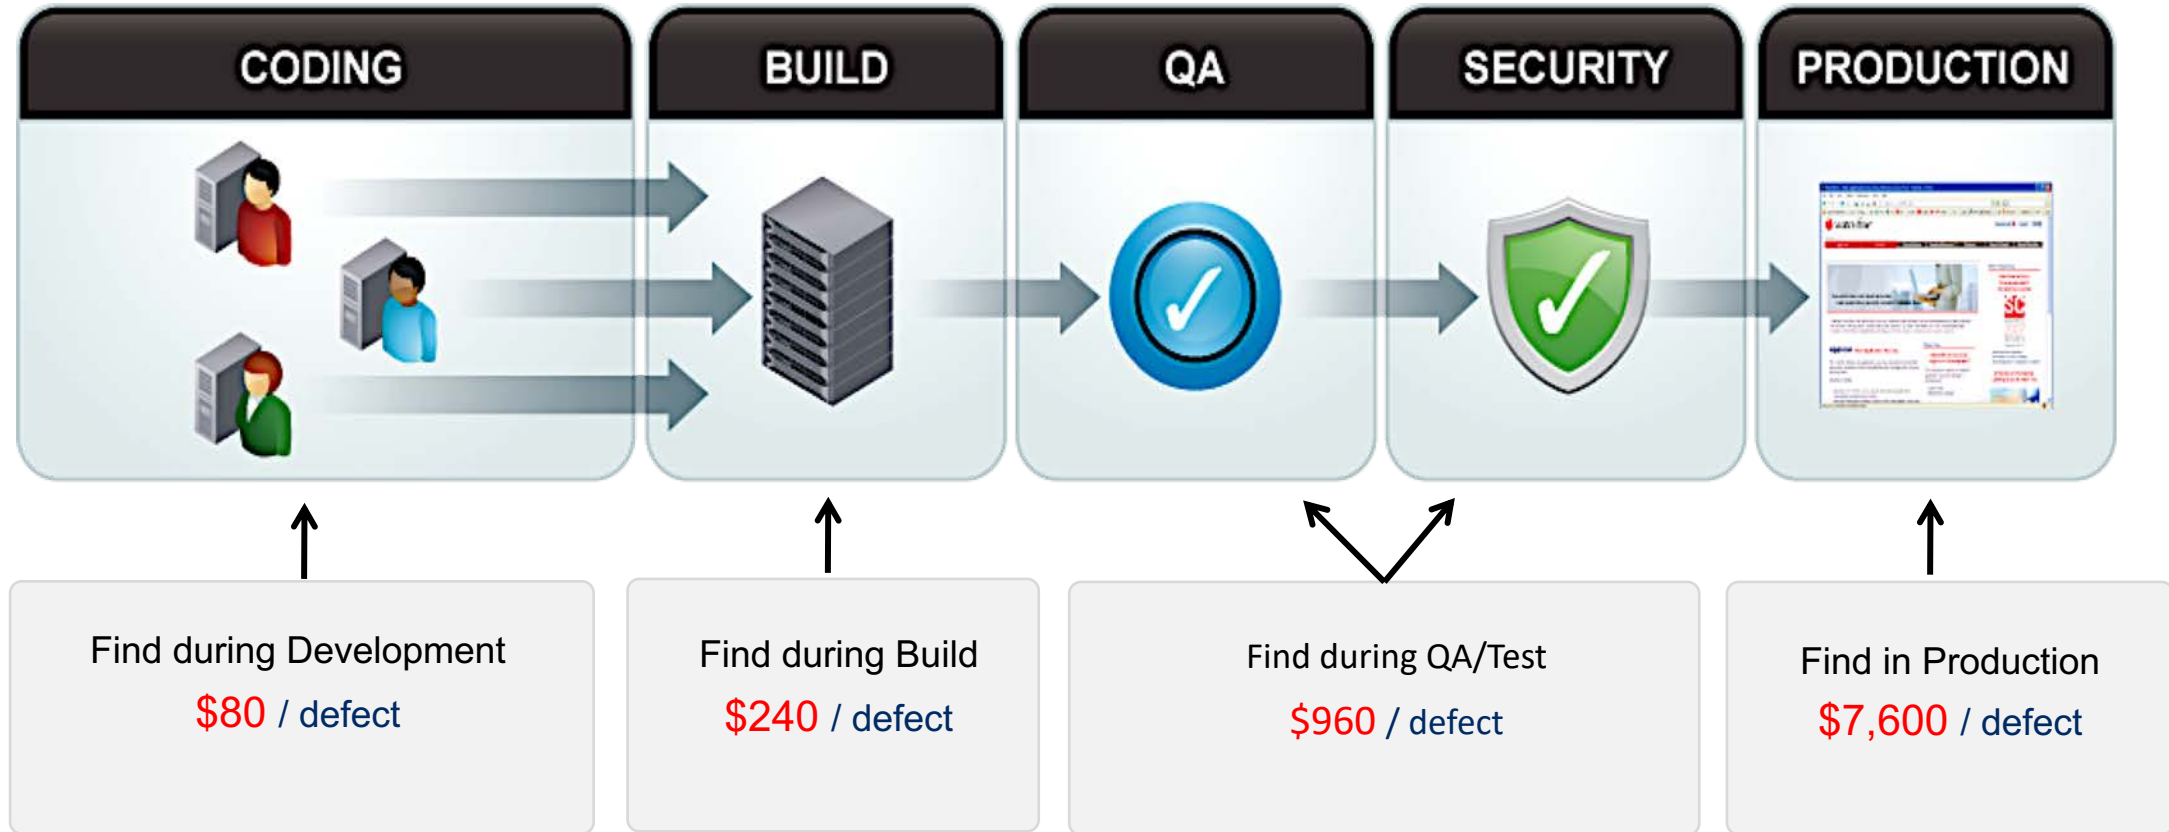 CODING
BUILD
QA
SECURITY
PRODUCTION
SC
Find during Development
$80 / defect
Find during Build
$240 / defect
Find during QA/Test
$960 / defect
Find in Production
$7,600 / defect